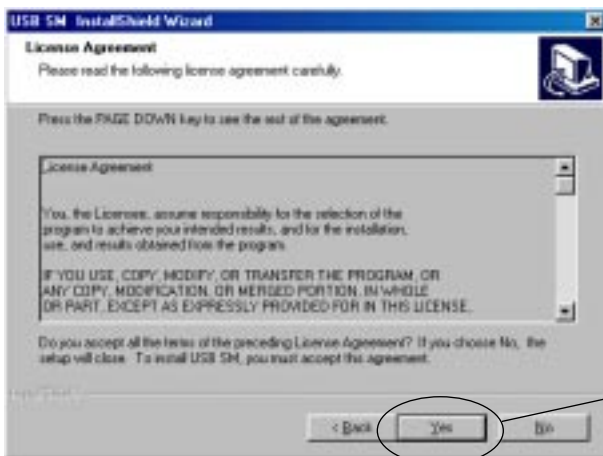 USB SM InstallShield Wizard
License Agreement
Please read the following license agreement carefully.
Press the PAGE DOWN key to see the rest of the agreement.
License Agreement
You, the Licensee, assume responsibility for the selection of the
program to achieve your intended results, and for the installation,
use, and results obtained from the program.
IF YOU USE, COPY, MODIFY, OR TRANSFER THE PROGRAM, OR
ANY COPY, MODIFICATION, OR MERGED PORTION, IN WHOLE
OR PART, EXCEPT AS EXPRESSLY PROVIDED FOR IN THIS LICENSE.
Do you accept all the terms of the preceding License Agreement? If you choose No, the
setup will close. To install USB SM, you must accept this agreement.
< Back Yes No